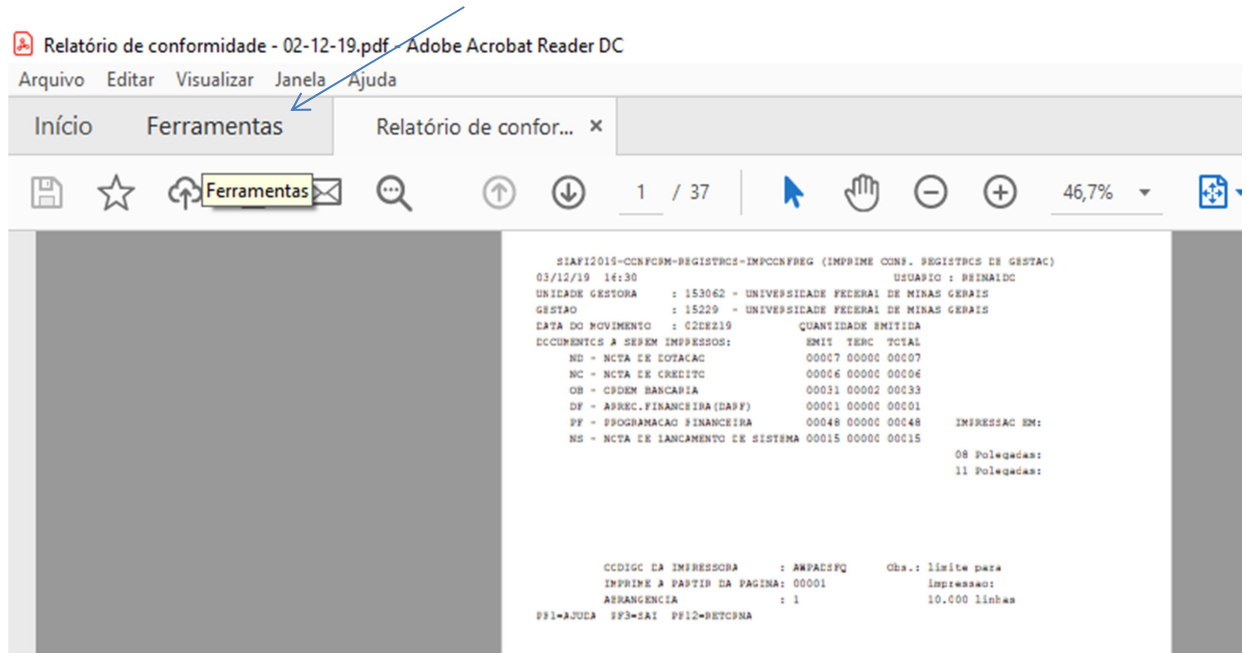 Relatório de conformidade - 02-12-19.pdf - Adobe Acrobat Reader DC
Arquivo Editar Visualizar Janela Ajuda
Início Ferramentas Relatório de confor... ×
Ferramentas 1 / 37 46,7%
SIAFI2019-CONFORM-REGISTROS-IMPCONFREG (IMPRIME CONF. REGISTROS DE GESTAO)
03/12/19 16:30 USUARIO : REINALDO
UNIDADE GESTORA : 153062 - UNIVERSIDADE FEDERAL DE MINAS GERAIS
GESTAO : 15229 - UNIVERSIDADE FEDERAL DE MINAS GERAIS
DATA DO MOVIMENTO : 02DEZ19 QUANTIDADE EMITIDA
DOCUMENTOS A SEREM IMPRESSOS: EMIT TERC TOTAL
ND - NOTA DE DOTACAO 00007 00000 00007
NC - NOTA DE CREDITO 00006 00000 00006
OB - ORDEM BANCARIA 00031 00002 00033
DF - ARREC.FINANCEIRA(DARF) 00001 00000 00001
PF - PROGRAMACAO FINANCEIRA 00048 00000 00048 IMPRESSAO EM:
NS - NOTA DE LANCAMENTO DE SISTEMA 00015 00000 00015
08 Polegadas:
11 Polegadas:
CODIGO DA IMPRESSORA : Obs.: limite para
IMPRIME A PARTIR DA PAGINA: 00001 impressao:
ABRANGENCIA : 1 10.000 linhas
PF1=AJUDA PF3=SAI PF12=RETORNA